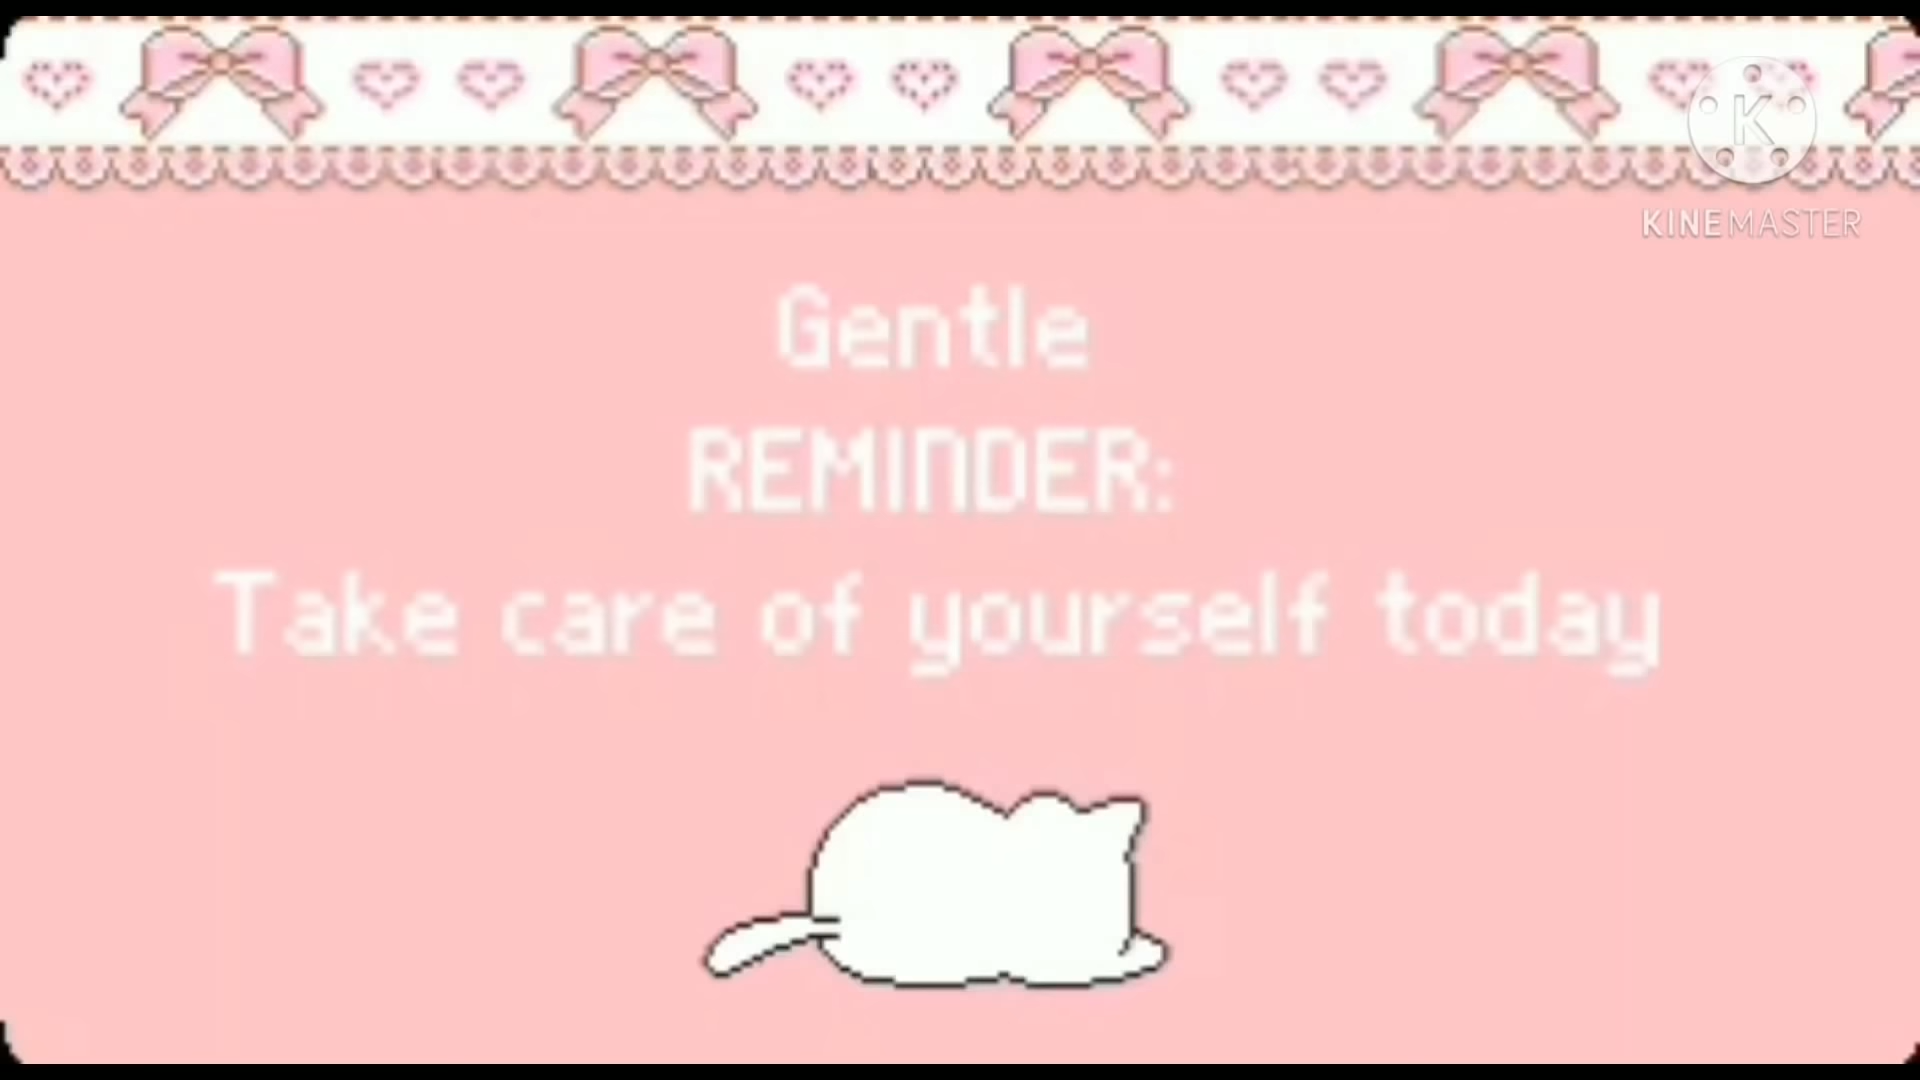 K
KINEMASTER
Gentle
REMINDER:
Take care of yourself today